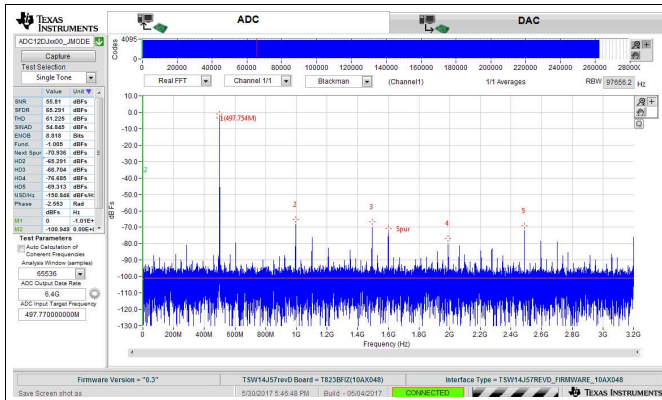 TEXAS INSTRUMENTS
ADC
DAC
ADC12DJxx00_JMODE
Capture
Test Selection
Single Tone
Value Unit
SNR 55.81 dBFs
SFDR 65.291 dBFs
THD 61.225 dBFs
SINAD 54.845 dBFs
ENOB 8.818 Bits
Fund. -1.005 dBFs
Next Spur -70.936 dBFs
HD2 -65.291 dBFs
HD3 -66.704 dBFs
HD4 -76.685 dBFs
HD5 -69.313 dBFs
NSD/Hz -150.846 dBFs/H
Phase -2.553 Rad
dBFs Hz
M1 0 -1.01E+
M2 -100.949 0.00E+
Test Parameters
Auto Calculation of
Coherent Frequencies
Analysis Window (samples)
65536
ADC Output Data Rate
6.4G
ADC Input Target Frequency
497.770000000M
Codes
4095
0
0 20000 40000 60000 80000 100000 120000 140000 160000 180000 200000 220000 240000 260000 280000
Real FFT Channel 1/1 Blackman (Channel1) 1/1 Averages RBW 97656.2 Hz
dBFs
10.0
0.0
-10.0
-20.0
-30.0
-40.0
-50.0
-60.0
-70.0
-80.0
-90.0
-100.0
-110.0
-120.0
-130.0
1(497.754M)
2
2
3
Spur
4
5
0 200M 400M 600M 800M 1G 1.2G 1.4G 1.6G 1.8G 2G 2.2G 2.4G 2.6G 2.8G 3G 3.2G
Frequency (Hz)
Firmware Version = "0.3" TSW14J57revD Board = T823BFIZ(10AX048) Interface Type = TSW14J57REVD_FIRMWARE_10AX048
Save Screen shot as 5/30/2017 5:46:48 PM Build - 05/04/2017 CONNECTED TEXAS INSTRUMENTS